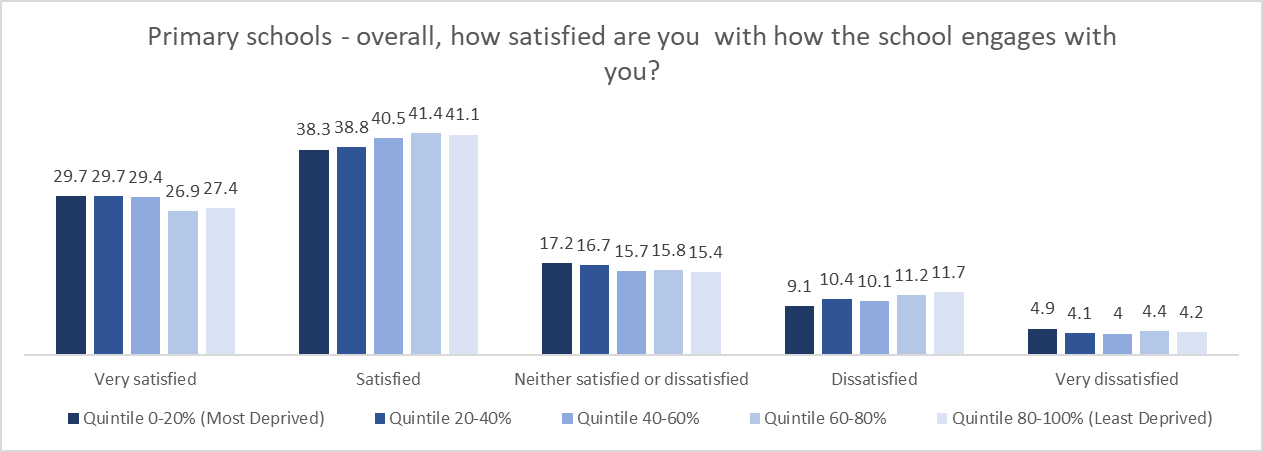 Primary schools - overall, how satisfied are you  with how the school engages with
you?
29.7 29.7 29.4 26.9 27.4
38.3 38.8 40.5 41.4 41.1
17.2 16.7 15.7 15.8 15.4
9.1 10.4 10.1 11.2 11.7
4.9 4.1 4 4.4 4.2
Very satisfied
Satisfied
Neither satisfied or dissatisfied
Dissatisfied
Very dissatisfied
Quintile 0-20% (Most Deprived)
Quintile 20-40%
Quintile 40-60%
Quintile 60-80%
Quintile 80-100% (Least Deprived)